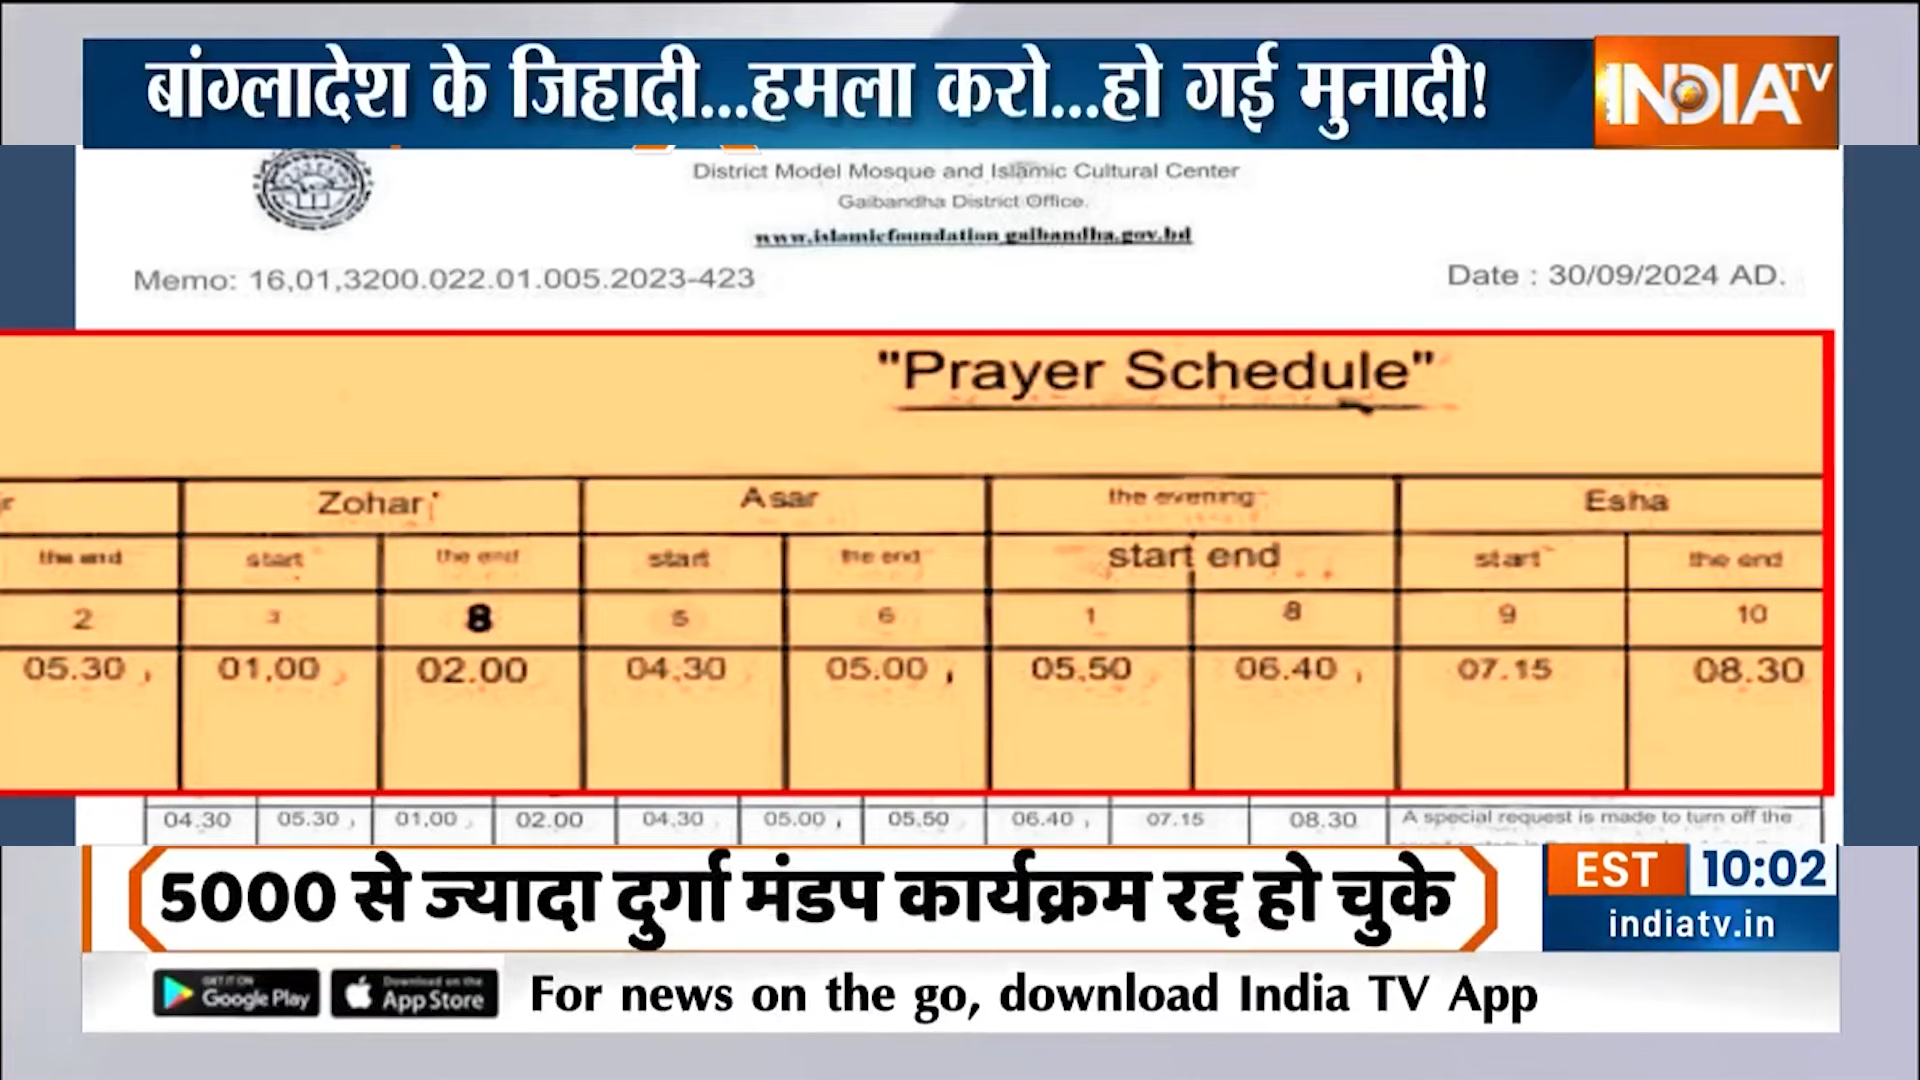 बांग्लादेश के जिहादी...हमला करो...हो गई मुनादी!
INDIA TV
District Model Mosque and Islamic Cultural Center
Gaibandha District Office.
www.islamicfoundation.gaibandha.gov.bd
Memo: 16,01,3200.022.01.005.2023-423
Date : 30/09/2024 AD.
"Prayer Schedule"
r Zohar Asar the evening Esha
the end start the end start the end start end start the end
2 3 8 5 6 1 8 9 10
05.30 , 01,00 , 02.00 04.30 05.00 , 05,50 06.40 , 07.15 08.30
04.30 05.30 , 01,00 , 02.00 04,30 , 05.00 , 05,50 06.40 , 07.15 08.30 A special request is made to turn off the
5000 से ज्यादा दुर्गा मंडप कार्यक्रम रद्द हो चुके
EST 10:02
indiatv.in
GET IT ON Google Play
Download on the App Store
For news on the go, download India TV App